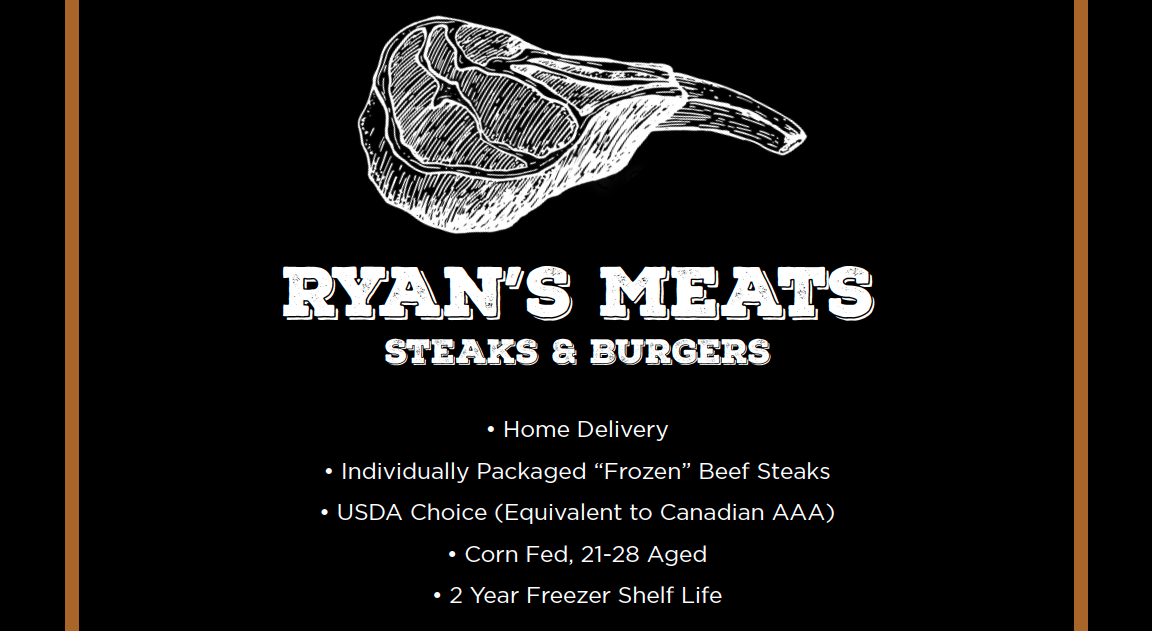 RYAN'S MEATS
STEAKS & BURGERS
• Home Delivery
• Individually Packaged “Frozen” Beef Steaks
• USDA Choice (Equivalent to Canadian AAA)
• Corn Fed, 21-28 Aged
• 2 Year Freezer Shelf Life